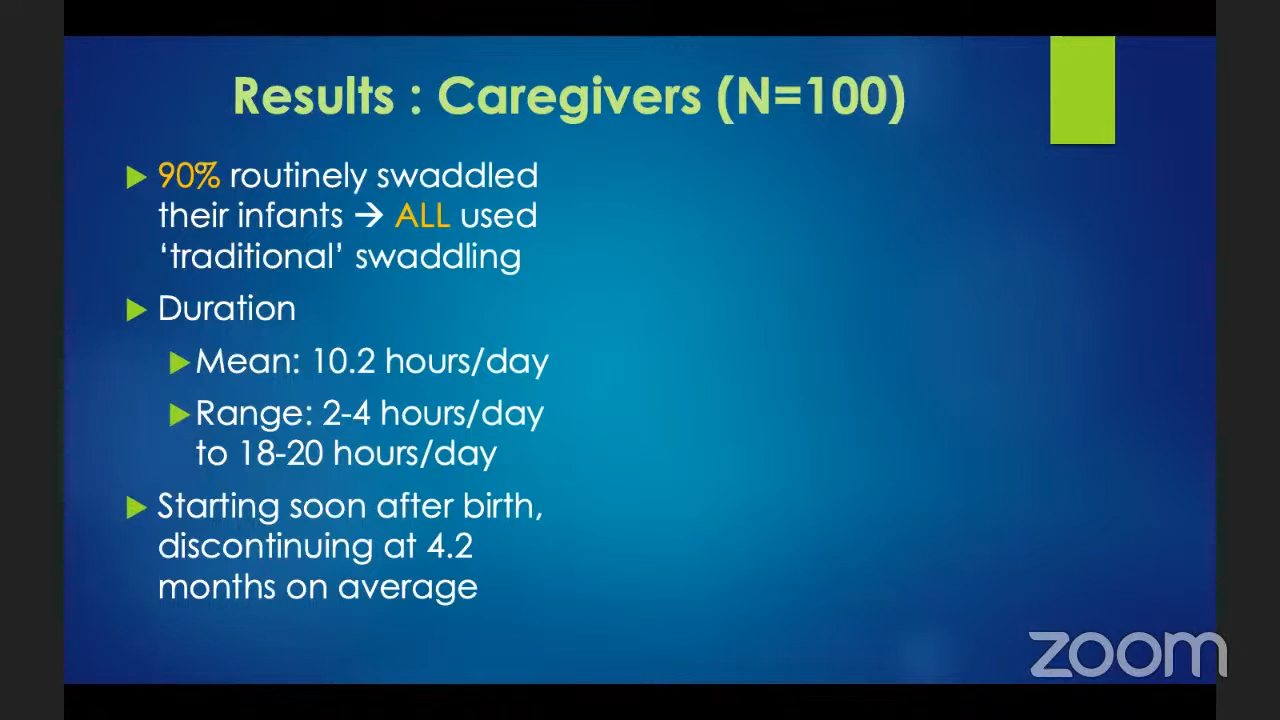 Results : Caregivers (N=100)
90% routinely swaddled
their infants → ALL used
‘traditional’ swaddling
Duration
Mean: 10.2 hours/day
Range: 2-4 hours/day
to 18-20 hours/day
Starting soon after birth,
discontinuing at 4.2
months on average
zoom